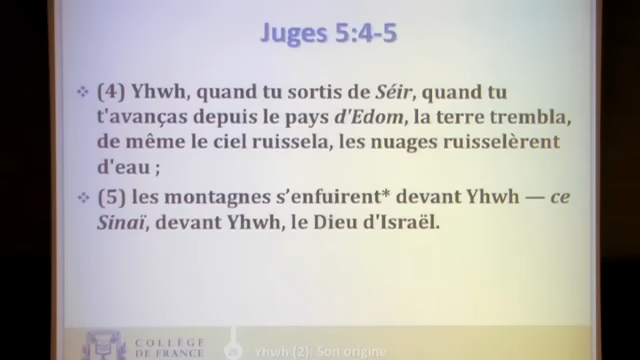 Juges 5:4-5
(4) Yhwh, quand tu sortis de Séir, quand tu
t'avanças depuis le pays d'Edom, la terre trembla,
de même le ciel ruissela, les nuages ruisselèrent
d'eau ;
(5) les montagnes s'enfuirent* devant Yhwh — ce
Sinaï, devant Yhwh, le Dieu d'Israël.
COLLÈGE
DE FRANCE
Yhwh (2): Son origine